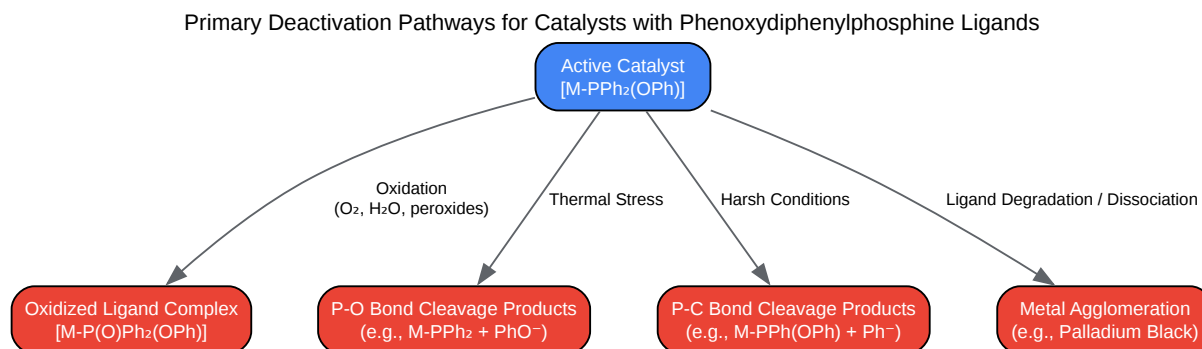 Primary Deactivation Pathways for Catalysts with Phenoxydiphenylphosphine Ligands
Active Catalyst
[M-PPh₂(OPh)]
Oxidation
(O₂, H₂O, peroxides)
Thermal Stress
Harsh Conditions
Ligand Degradation / Dissociation
Oxidized Ligand Complex
[M-P(O)Ph₂(OPh)]
P-O Bond Cleavage Products
(e.g., M-PPh₂ + PhO⁻)
P-C Bond Cleavage Products
(e.g., M-PPh(OPh) + Ph⁻)
Metal Agglomeration
(e.g., Palladium Black)